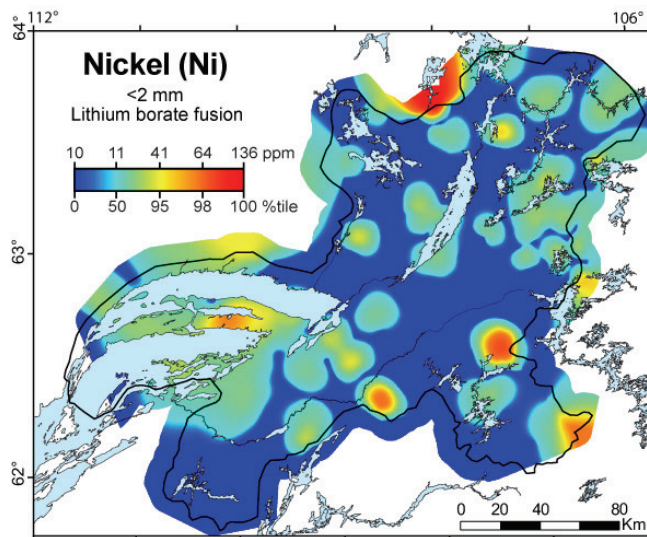 112°
106°
64°
Nickel (Ni)
<2 mm
Lithium borate fusion
10 11 41 64 136 ppm
0 50 95 98 100 %tile
63°
62°
0 20 40 60 80
Km